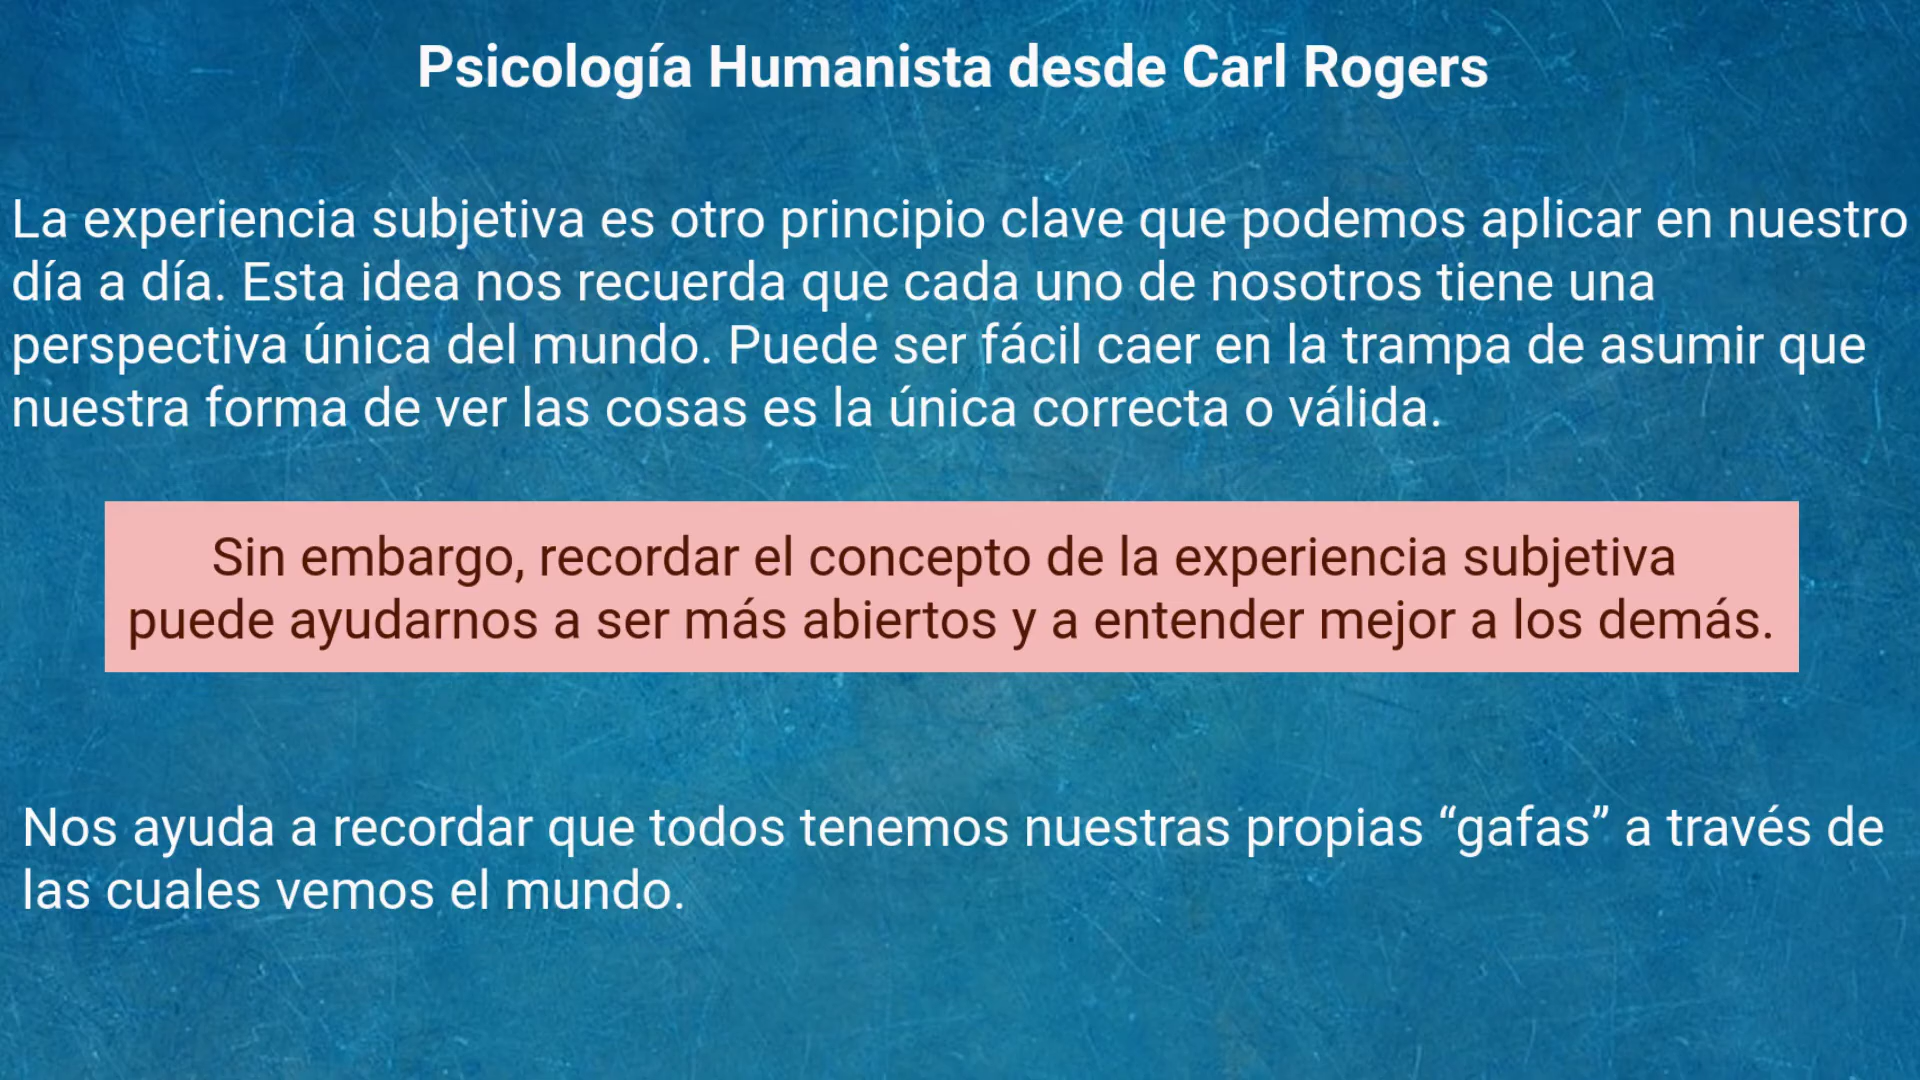 Psicología Humanista desde Carl Rogers
La experiencia subjetiva es otro principio clave que podemos aplicar en nuestro
día a día. Esta idea nos recuerda que cada uno de nosotros tiene una
perspectiva única del mundo. Puede ser fácil caer en la trampa de asumir que
nuestra forma de ver las cosas es la única correcta o válida.
Sin embargo, recordar el concepto de la experiencia subjetiva
puede ayudarnos a ser más abiertos y a entender mejor a los demás.
Nos ayuda a recordar que todos tenemos nuestras propias “gafas” a través de
las cuales vemos el mundo.